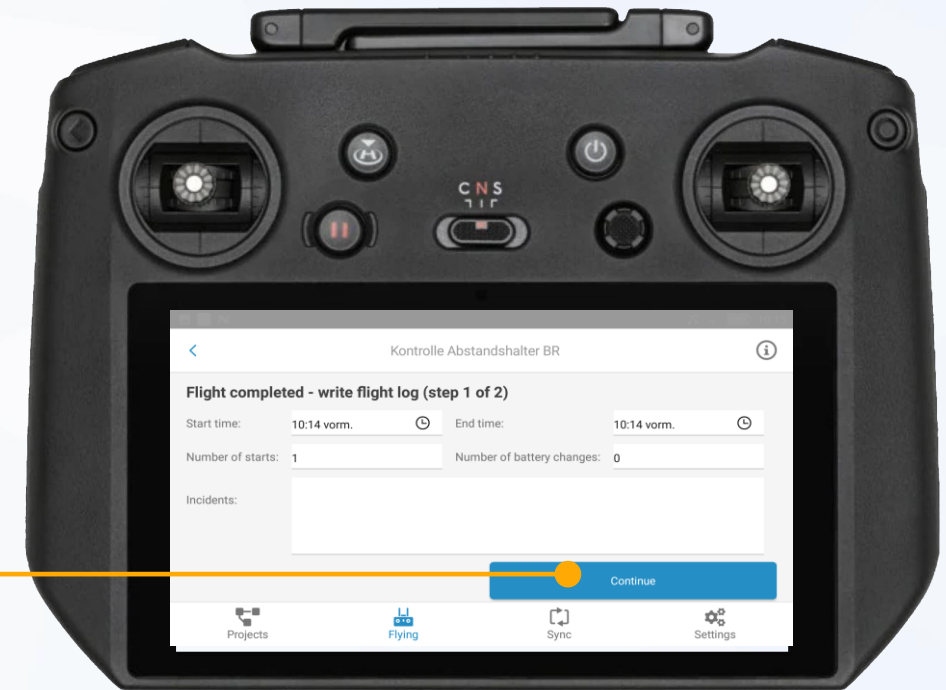 C N S
Kontrolle Abstandshalter BR
Flight completed - write flight log (step 1 of 2)
Start time: 10:14 vorm. End time: 10:14 vorm.
Number of starts: 1 Number of battery changes: 0
Incidents:
Continue
Projects Flying Sync Settings